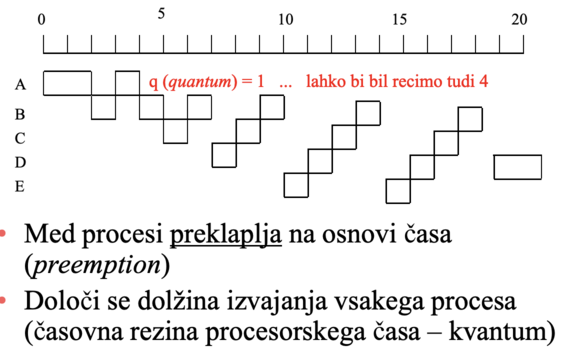 0 5 10 15 20
A q (quantum) = 1 ... lahko bi bil recimo tudi 4
B
C
D
E
• Med procesi preklaplja na osnovi časa
(preemption)
• Določi se dolžina izvajanja vsakega procesa
(časovna rezina procesorskega časa – kvantum)